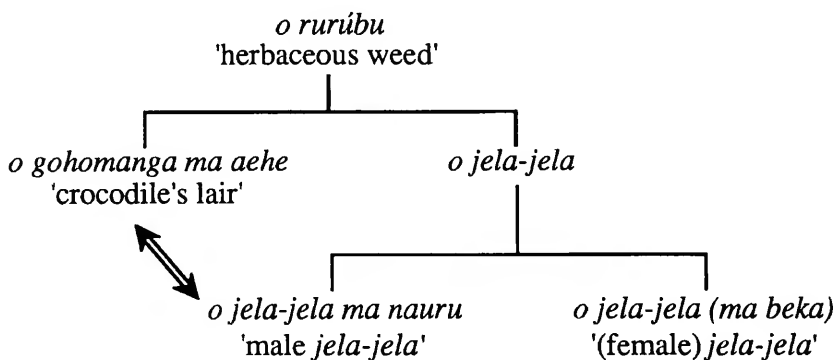 o rurúbu
'herbaceous weed'
o gohomanga ma aehe
'crocodile's lair'
o jela-jela
o jela-jela ma nauru
'male jela-jela'
o jela-jela (ma beka)
'(female) jela-jela'